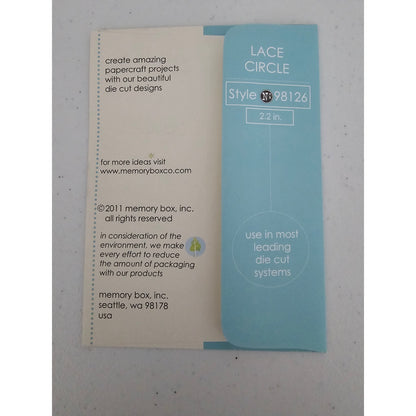 create amazing
papercraft projects
with our beautiful
die cut designs
for more ideas visit
www.memoryboxco.com
©2011 memory box, inc.
all rights reserved
in consideration of the
environment, we make
every effort to reduce
the amount of packaging
with our products
memory box, inc.
seattle, wa 98178
usa
LACE
CIRCLE
Style 98126
2.2 in.
use in most
leading
die cut
systems